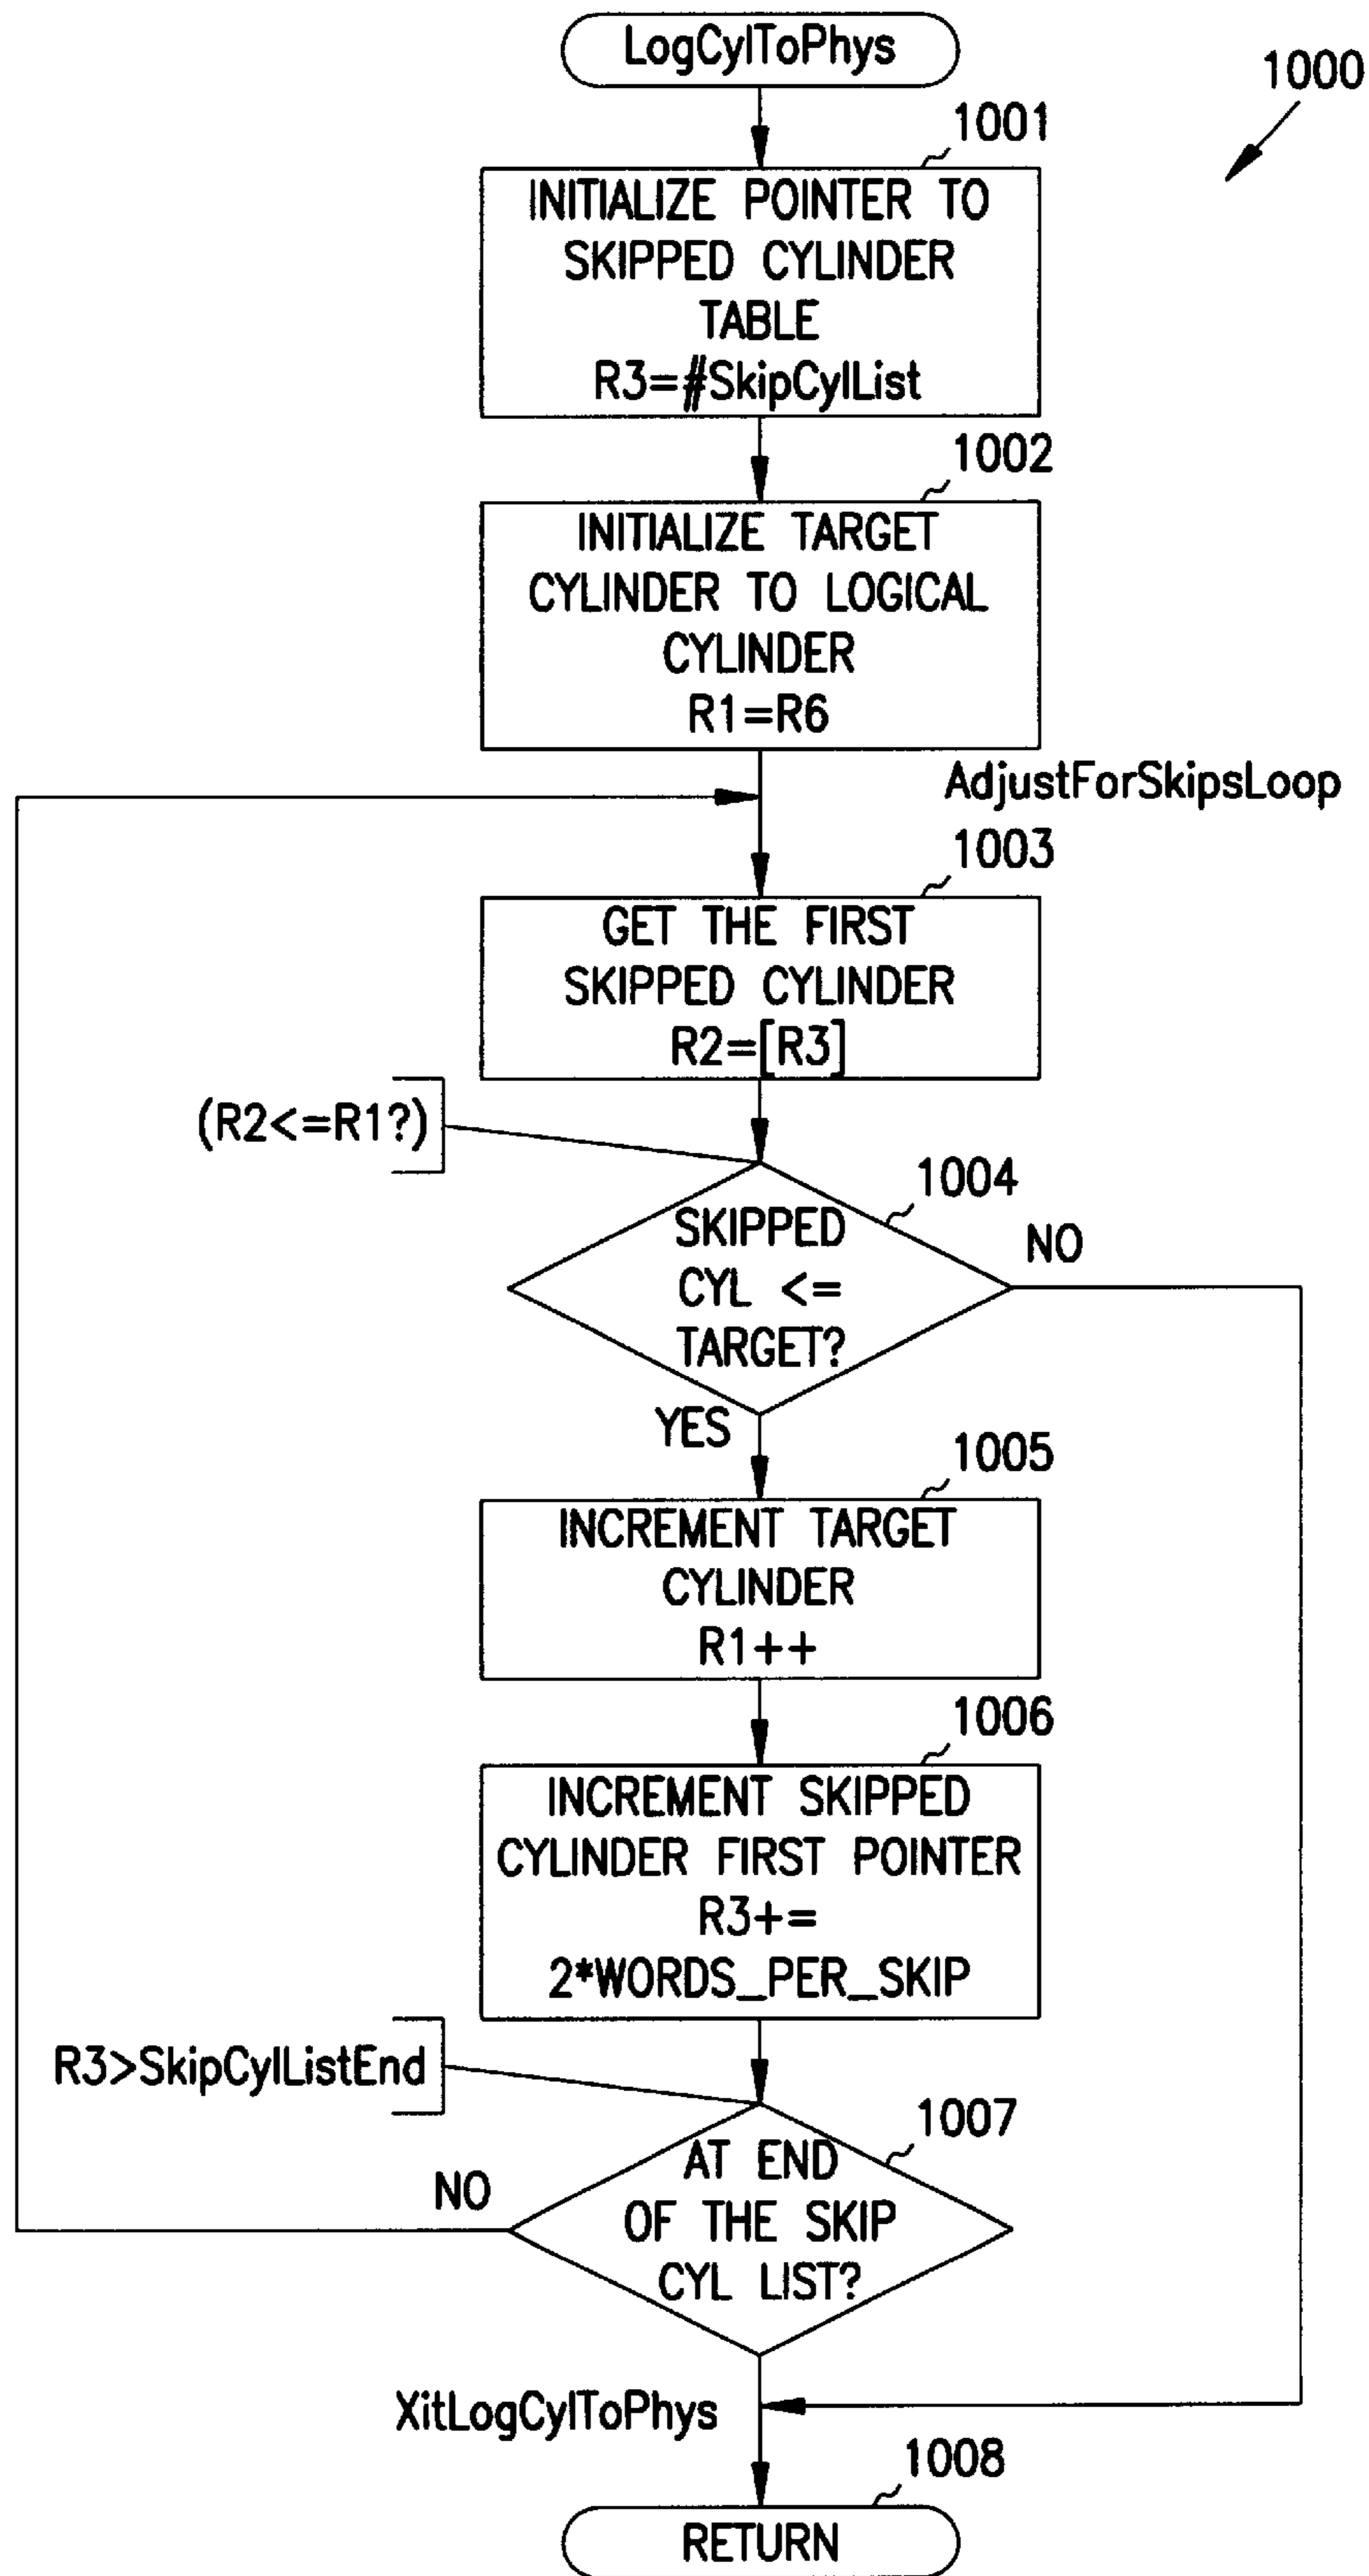 LogCylToPhys
1000
1001
INITIALIZE POINTER TO
SKIPPED CYLINDER
TABLE
R3=#SkipCylList
1002
INITIALIZE TARGET
CYLINDER TO LOGICAL
CYLINDER
R1=R6
AdjustForSkipsLoop
1003
GET THE FIRST
SKIPPED CYLINDER
R2=[R3]
(R2<=R1?)
1004
SKIPPED
CYL <=
TARGET?
NO
YES
1005
INCREMENT TARGET
CYLINDER
R1++
1006
INCREMENT SKIPPED
CYLINDER FIRST POINTER
R3+=
2*WORDS_PER_SKIP
R3>SkipCylListEnd
1007
AT END
OF THE SKIP
CYL LIST?
NO
XitLogCylToPhys
1008
RETURN